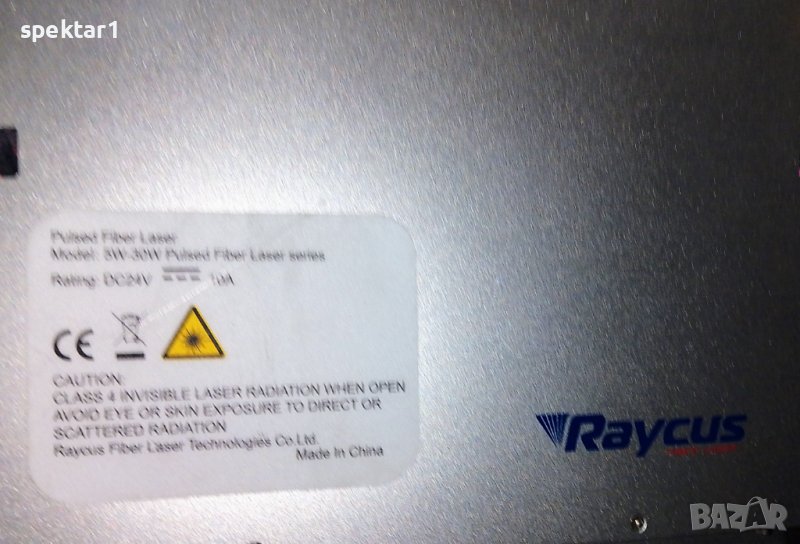 spektar1
Pulsed Fiber Laser
Model: 5W-30W Pulsed Fiber Laser series
Rating: DC24V 10A
CE
CAUTION:
CLASS 4 INVISIBLE LASER RADIATION WHEN OPEN
AVOID EYE OR SKIN EXPOSURE TO DIRECT OR
SCATTERED RADIATION
Raycus Fiber Laser Technologies Co.Ltd.
Made In China
Raycus
BAZAR